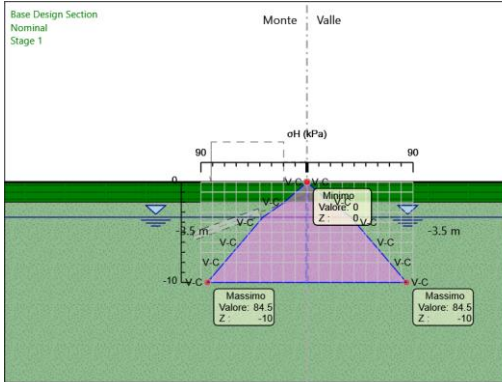 Base Design Section
Nominal
Stage 1
Monte
Valle
σH (kPa)
90
90
0
V-C
V-C
Minimo
Valore: 0
Z : 0
V-C
V-C
V-C
V-C
-3.5 m
-3.5 m
V-C
V-C
V-C
V-C
-10
V-C
V-C
Massimo
Valore: 84.5
Z : -10
Massimo
Valore: 84.5
Z : -10